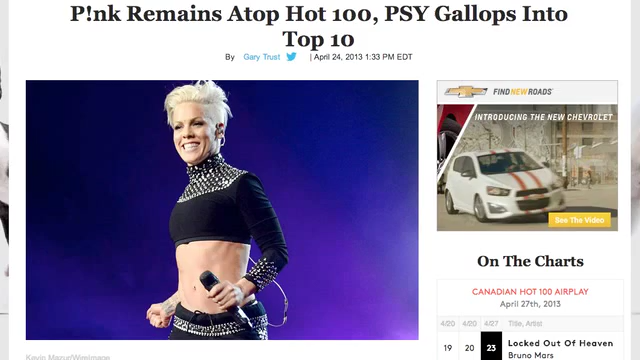 P!nk Remains Atop Hot 100, PSY Gallops Into
Top 10
By Gary Trust | April 24, 2013 1:33 PM EDT
FIND NEW ROADS
INTRODUCING THE NEW CHEVROLET
See The Video
On The Charts
CANADIAN HOT 100 AIRPLAY
April 27th, 2013
4/20 4/20 4/27 Title, Artist
19 20 23 Locked Out Of Heaven
Bruno Mars
Kevin Mazur/WireImage